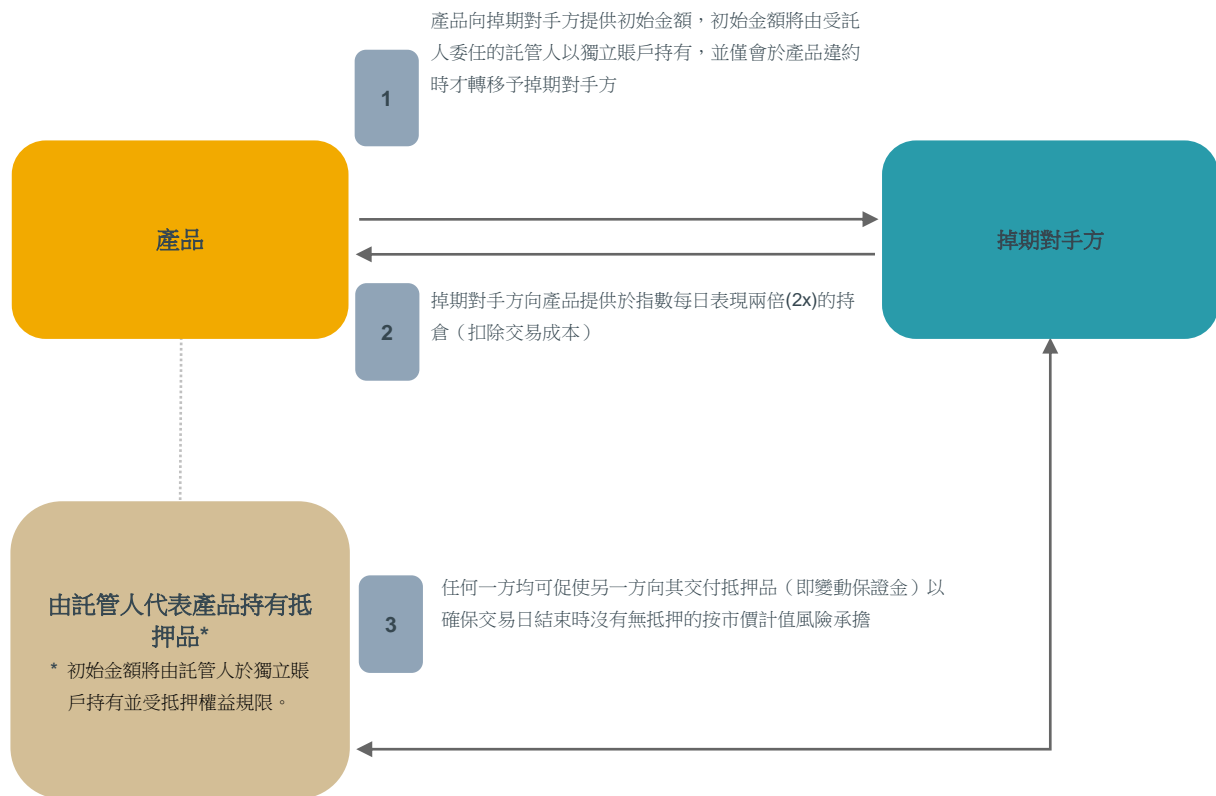 產品向掉期對手方提供初始金額，初始金額將由受託
人委任的託管人以獨立賬戶持有，並僅會於產品違約
時才轉移予掉期對手方
1
產品
掉期對手方
掉期對手方向產品提供於指數每日表現兩倍(2x)的持
倉（扣除交易成本）
2
任何一方均可促使另一方向其交付抵押品（即變動保證金）以
確保交易日結束時沒有無抵押的按市價計值風險承擔
3
由託管人代表產品持有抵
押品*
* 初始金額將由託管人於獨立賬
戶持有並受抵押權益規限。